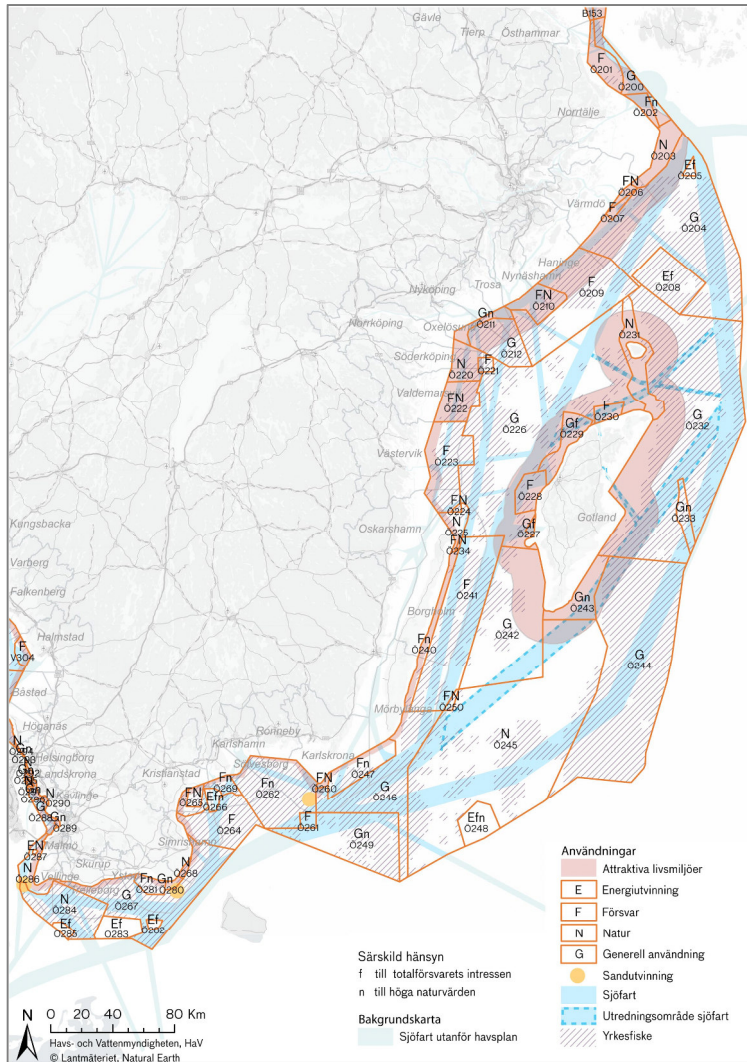 Gävle
B153
Tierp
Östhammar
F
Ö201
G
Ö200
Fn
Ö202
Norrtälje
N
Ö203
Ef
Ö205
FN
Ö206
Värmdö
F
Ö207
G
Ö204
Haninge
Nynäshamn
Ef
Ö208
F
Ö209
Trosa
Nyköping
FN
Ö210
Oxelösund
Gn
Ö211
Norrköping
N
Ö231
G
Ö212
Söderköping
N
Ö220
F
Ö221
Valdemarsvik
FN
Ö222
F
Ö230
G
Ö232
G
Ö226
Gf
Ö229
Västervik
F
Ö223
F
Ö228
Gotland
FN
Ö224
Gn
Ö233
N
Ö225
Gf
Ö227
Kungsbacka
Oskarshamn
FN
Ö234
Varberg
Falkenberg
F
Ö241
Gn
Ö243
Borgholm
G
Ö242
Halmstad
Fn
Ö240
F
V304
G
Ö244
Båstad
FN
Ö250
Mörbylånga
Höganäs
Ronneby
N
Ö245
Karlshamn
Karlskrona
Helsingborg
Sölvesborg
Landskrona
Kristianstad
Fn
Ö269
Fn
Ö262
FN
Ö260
Fn
Ö247
N
Ö290
Kävlinge
FN
Ö265
Efn
Ö266
G
Ö246
G
Ö288
Gn
Ö289
F
Ö264
F
Ö261
Efn
Ö248
Malmö
Ö287
Simrishamn
Gn
Ö249
N
Ö286
Vellinge
Skurup
Ystad
N
Ö268
Trelleborg
Fn
Ö281
Gn
Ö280
N
Ö284
G
Ö267
Ef
Ö285
Ef
Ö283
Ef
Ö202
Användningar
Attraktiva livsmiljöer
E Energiutvinning
F Försvar
N Natur
G Generell användning
Sandutvinning
Sjöfart
Utredningsområde sjöfart
Yrkesfiske
Särskild hänsyn
f till totalförsvarets intressen
n till höga naturvärden
Bakgrundskarta
Sjöfart utanför havsplan
N
0 20 40 80 Km
Havs- och Vattenmyndigheten, HaV
© Lantmäteriet, Natural Earth